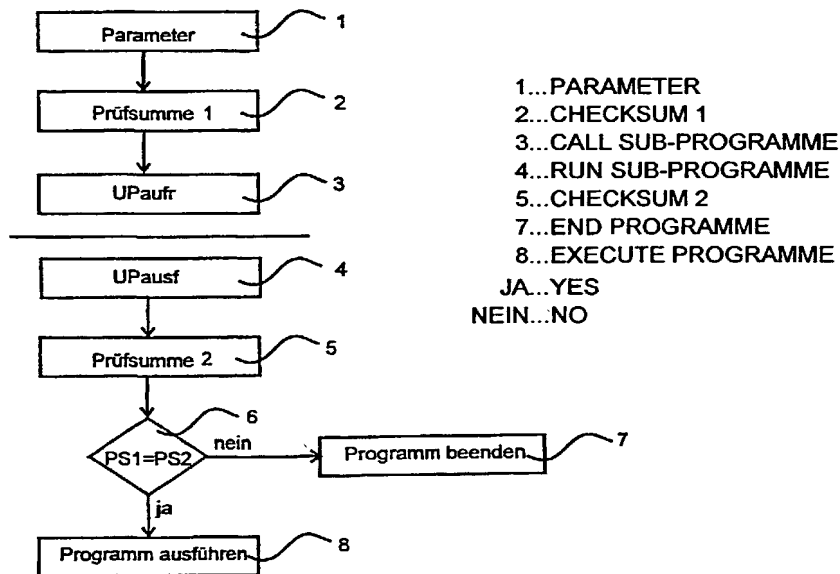 Parameter
1
Prüfsumme 1
2
UPaufr
3
UPausf
4
Prüfsumme 2
5
6
PS1=PS2
nein
Programm beenden
7
ja
Programm ausführen
8
1...PARAMETER
2...CHECKSUM 1
3...CALL SUB-PROGRAMME
4...RUN SUB-PROGRAMME
5...CHECKSUM 2
7...END PROGRAMME
8...EXECUTE PROGRAMME
JA...YES
NEIN...NO